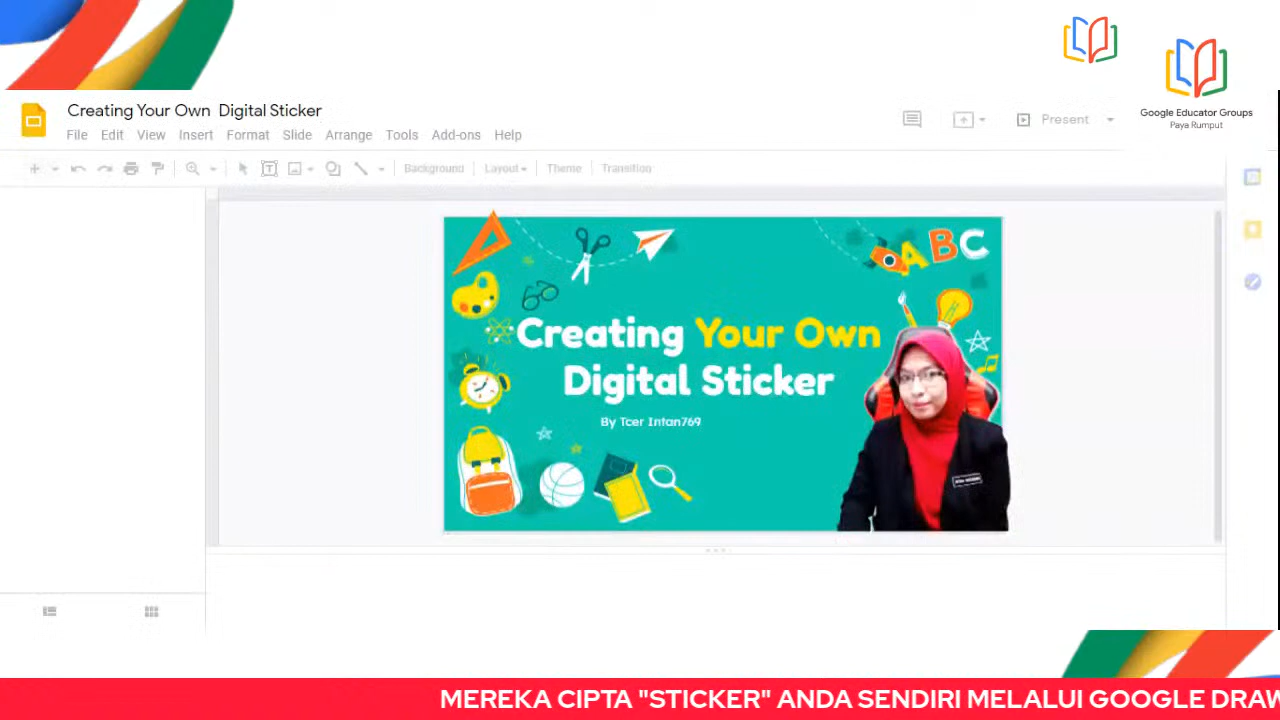 Creating Your Own Digital Sticker
File Edit View Insert Format Slide Arrange Tools Add-ons Help
Present
Google Educator Groups
Paya Rumput
Background Layout Theme Transition
ABC
Creating Your Own
Digital Sticker
By Tcer Intan769
MEREKA CIPTA "STICKER" ANDA SENDIRI MELALUI GOOGLE DRAW